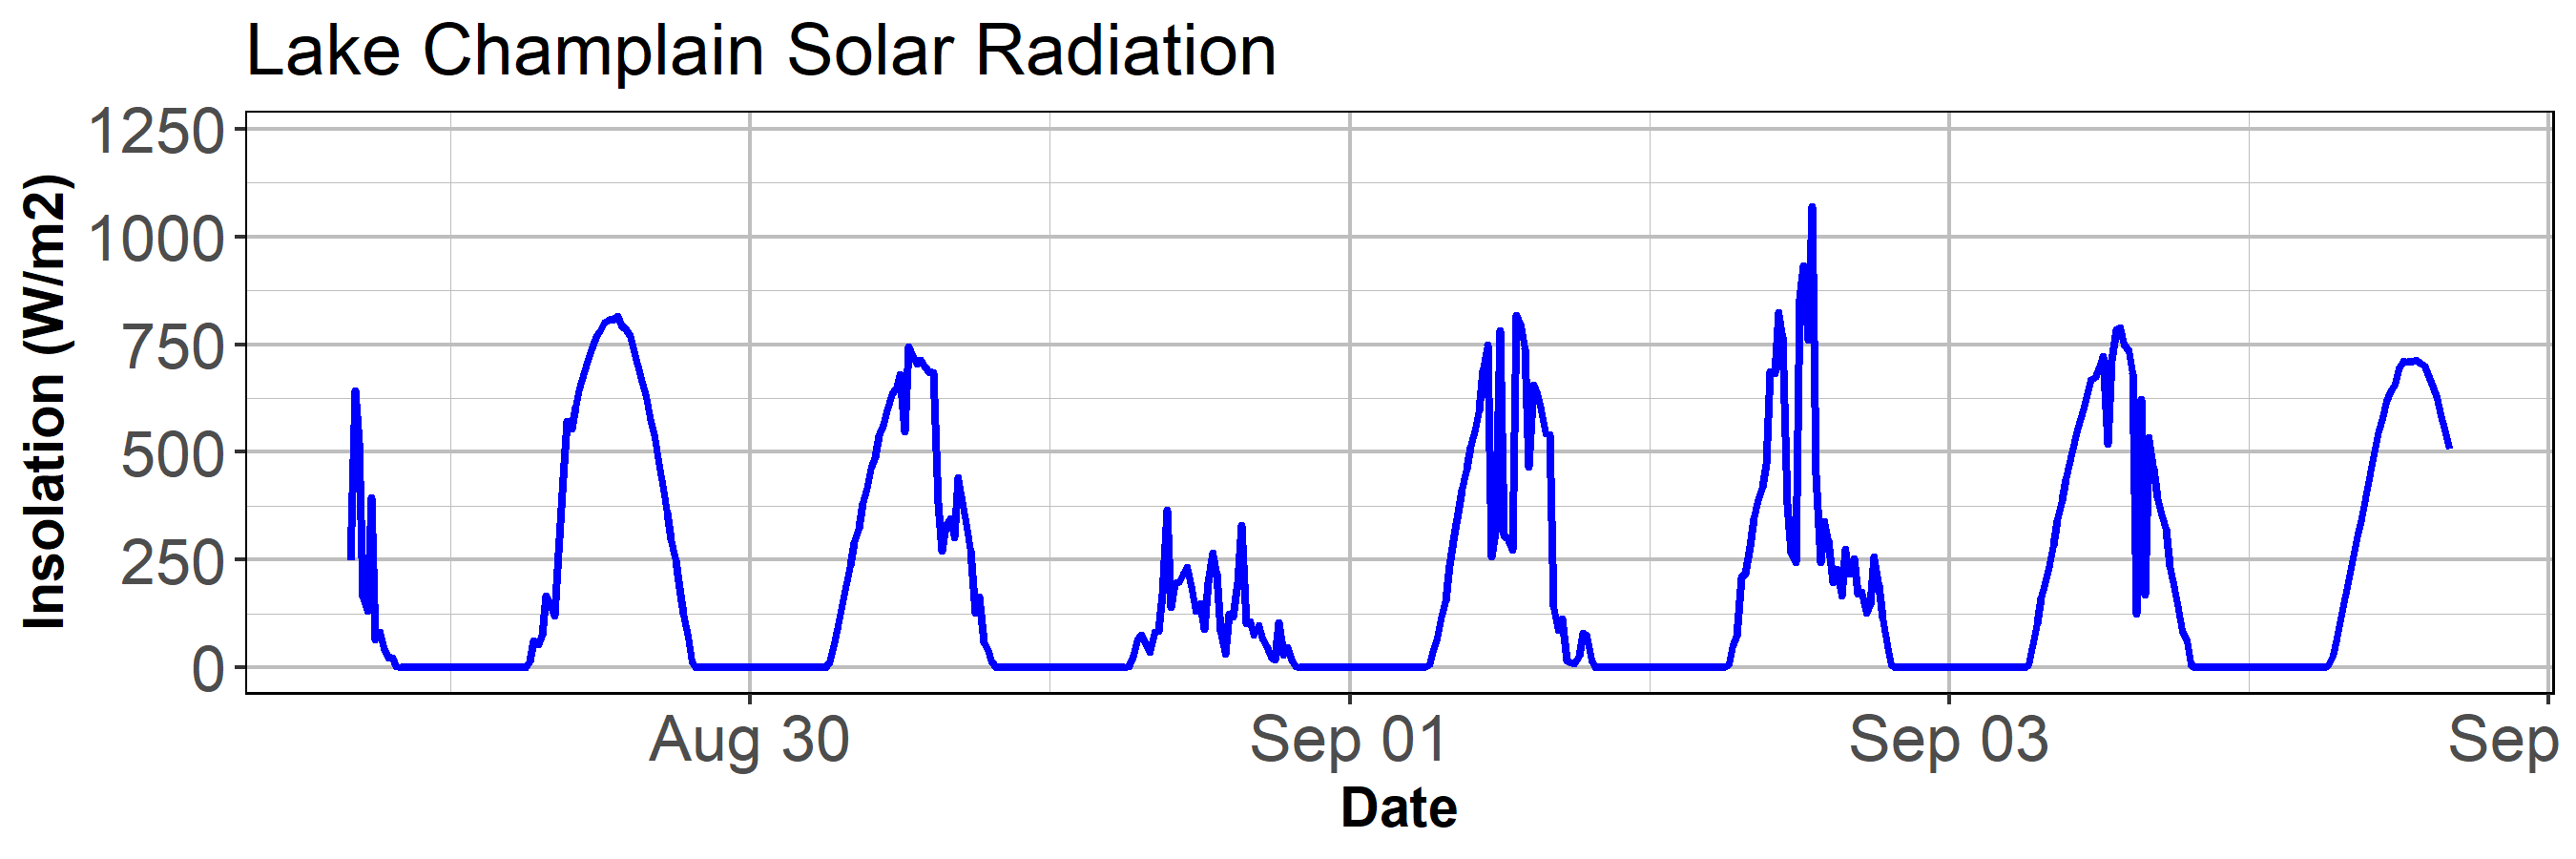 Lake Champlain Solar Radiation
1250
1000
750
500
250
0
Insolation (W/m2)
Aug 30
Sep 01
Sep 03
Sep
Date